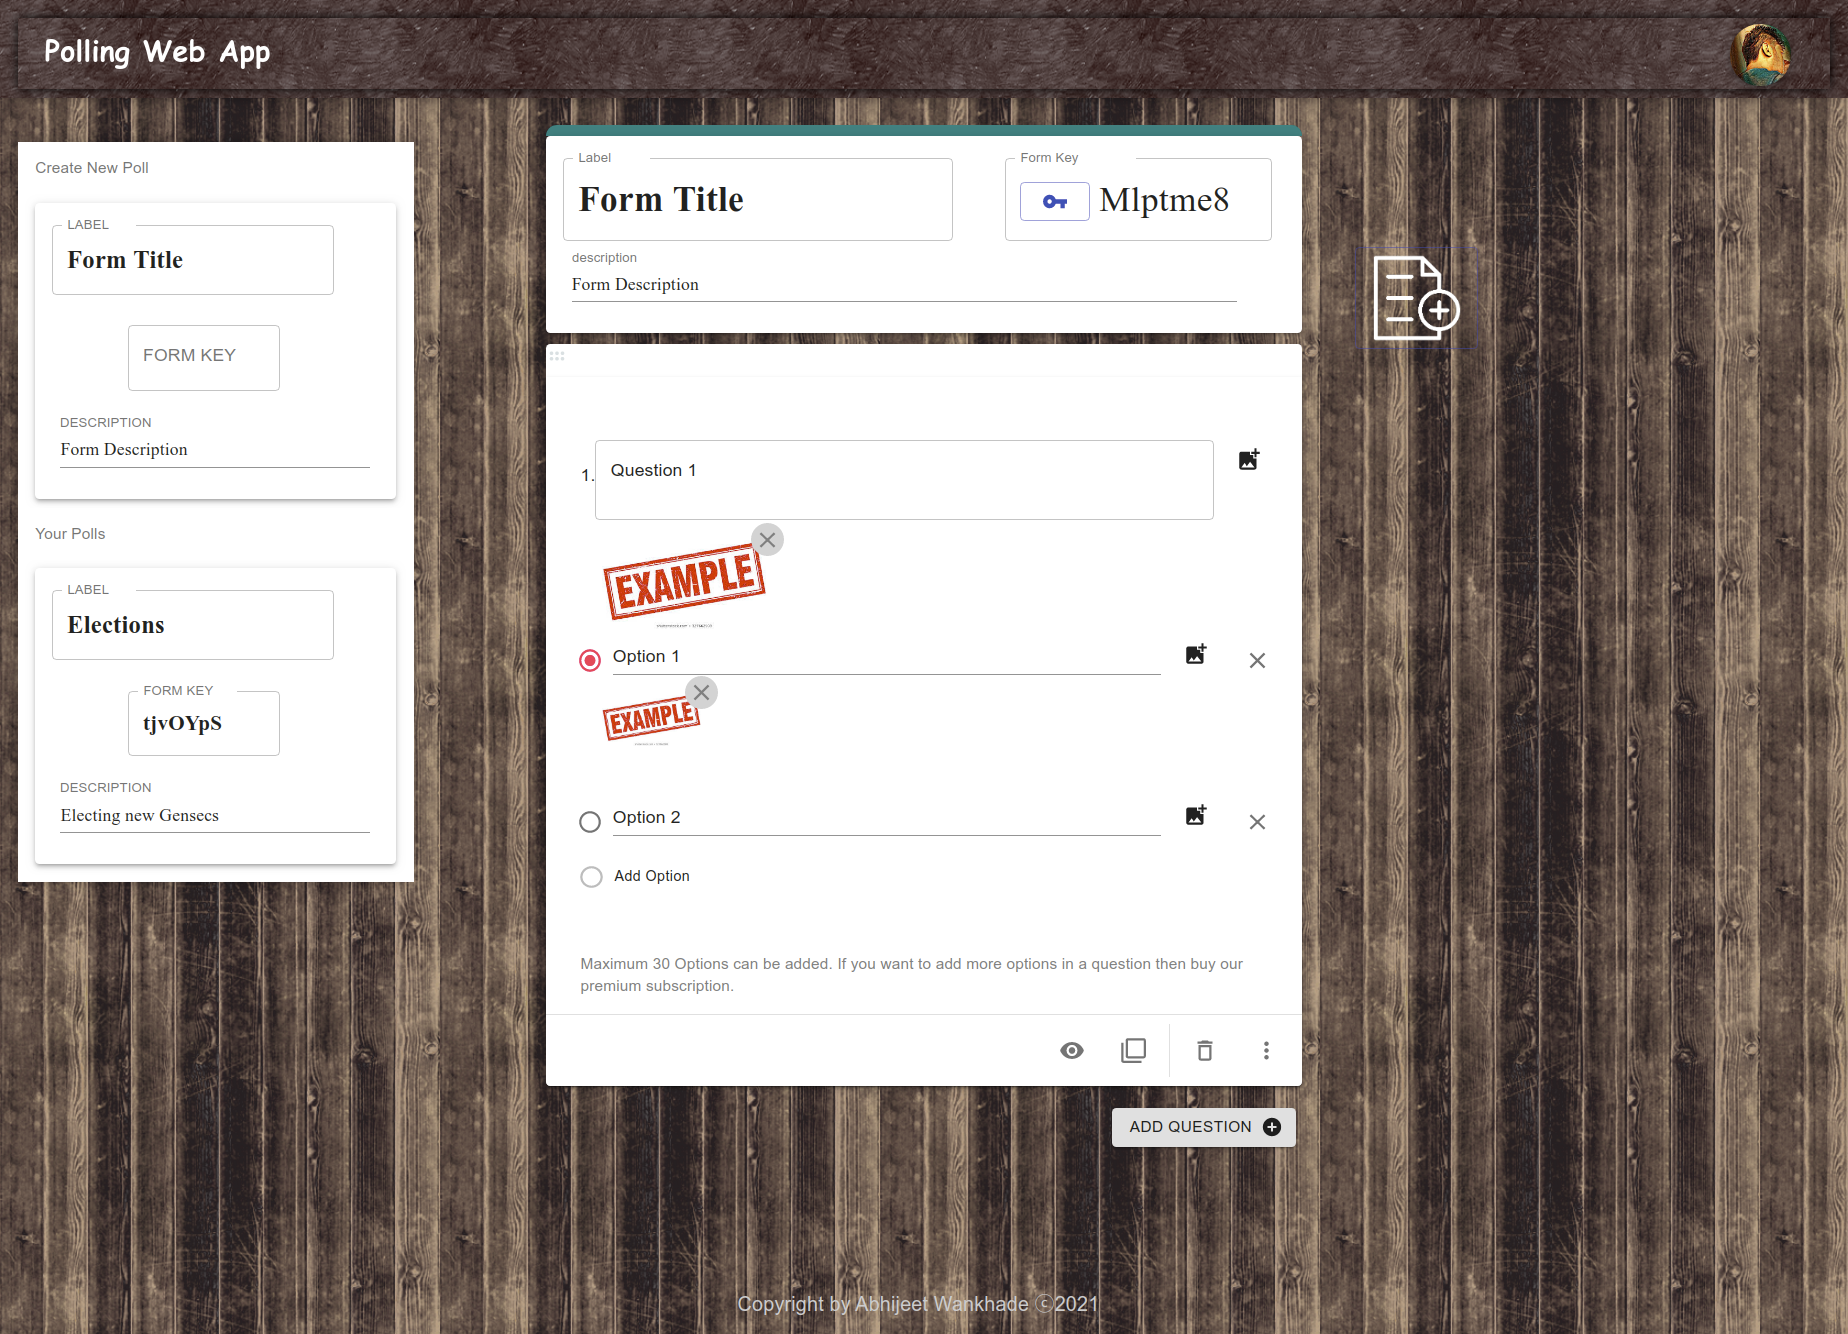 Polling Web App
Create New Poll
LABEL
Form Title
FORM KEY
DESCRIPTION
Form Description
Your Polls
LABEL
Elections
FORM KEY
tjvOYpS
DESCRIPTION
Electing new Gensecs
Label
Form Title
Form Key
Mlptme8
description
Form Description
1.
Question 1
EXAMPLE
Option 1
EXAMPLE
Option 2
Add Option
Maximum 30 Options can be added. If you want to add more options in a question then buy our
premium subscription.
ADD QUESTION
Copyright by Abhijeet Wankhade ⓒ2021